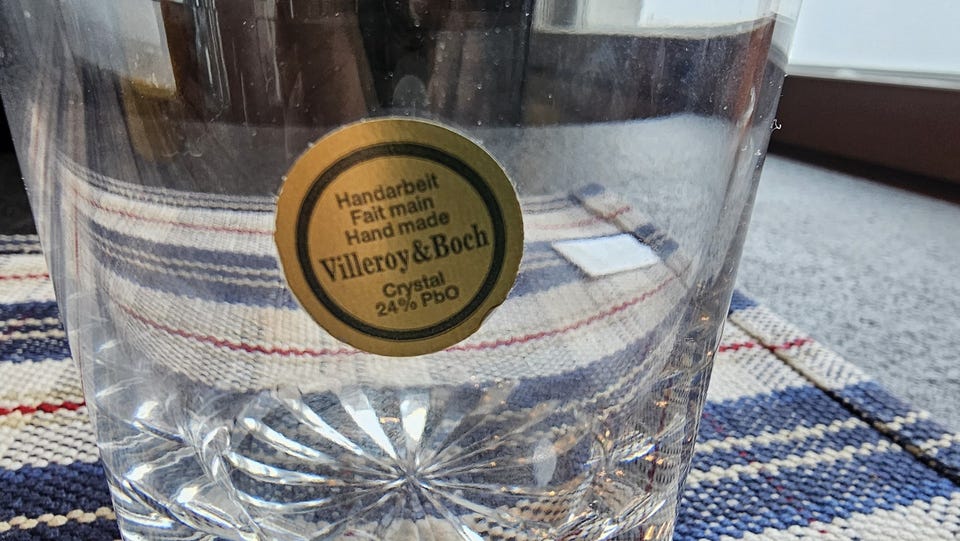 Handarbeit
Fait main
Hand made
Villeroy&Boch
Crystal
24% PbO